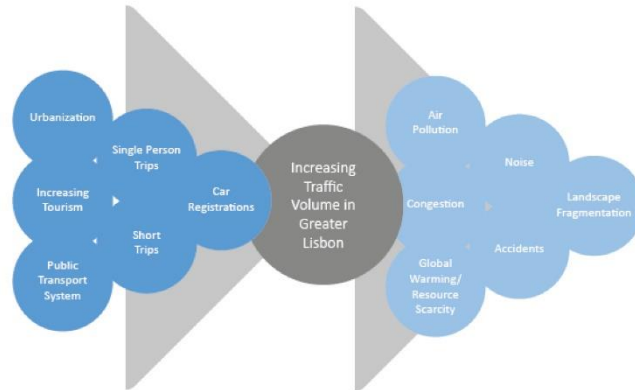 Urbanization
Increasing
Tourism
Public
Transport
System
Single Person
Trips
Short
Trips
Car
Registrations
Increasing
Traffic
Volume in
Greater
Lisbon
Air
Pollution
Congestion
Global
Warming/
Resource
Scarcity
Noise
Accidents
Landscape
Fragmentation